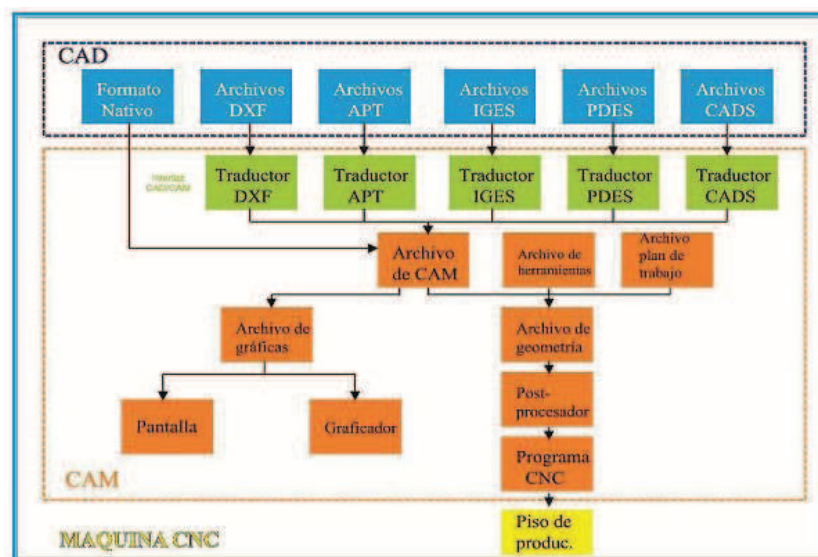 CAD
Formato
Nativo
Archivos
DXF
Archivos
APT
Archivos
IGES
Archivos
PDES
Archivos
CADS
CAD/CAM
Traductor
DXF
Traductor
APT
Traductor
IGES
Traductor
PDES
Traductor
CADS
Archivo
de CAM
Archivo de
herramientas
Archivo
plan de
trabajo
Archivo de
gráficas
Archivo de
geometría
Pantalla
Graficador
Post-
procesador
Programa
CNC
CAM
Piso de
produc.
MAQUINA CNC